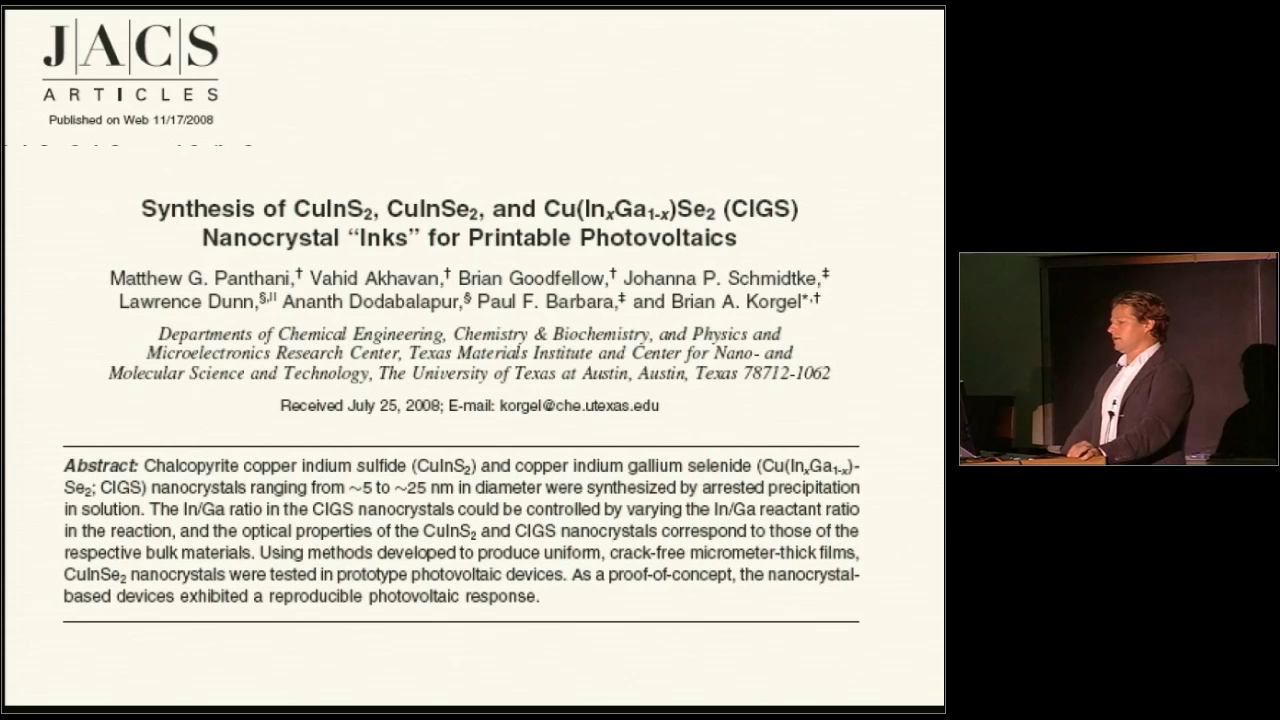 J|A|C|S
ARTICLES
Published on Web 11/17/2008
Synthesis of CuInS₂, CuInSe₂, and Cu(InₓGa₁₋ₓ)Se₂ (CIGS)
Nanocrystal “Inks” for Printable Photovoltaics
Matthew G. Panthani,† Vahid Akhavan,† Brian Goodfellow,† Johanna P. Schmidtke,‡
Lawrence Dunn,§,|| Ananth Dodabalapur,§ Paul F. Barbara,‡ and Brian A. Korgel*,†
Departments of Chemical Engineering, Chemistry & Biochemistry, and Physics and
Microelectronics Research Center, Texas Materials Institute and Center for Nano- and
Molecular Science and Technology, The University of Texas at Austin, Austin, Texas 78712-1062
Received July 25, 2008; E-mail: korgel@che.utexas.edu
Abstract: Chalcopyrite copper indium sulfide (CuInS₂) and copper indium gallium selenide (Cu(InₓGa₁₋ₓ)-
Se₂; CIGS) nanocrystals ranging from ~5 to ~25 nm in diameter were synthesized by arrested precipitation
in solution. The In/Ga ratio in the CIGS nanocrystals could be controlled by varying the In/Ga reactant ratio
in the reaction, and the optical properties of the CuInS₂ and CIGS nanocrystals correspond to those of the
respective bulk materials. Using methods developed to produce uniform, crack-free micrometer-thick films,
CuInSe₂ nanocrystals were tested in prototype photovoltaic devices. As a proof-of-concept, the nanocrystal-
based devices exhibited a reproducible photovoltaic response.